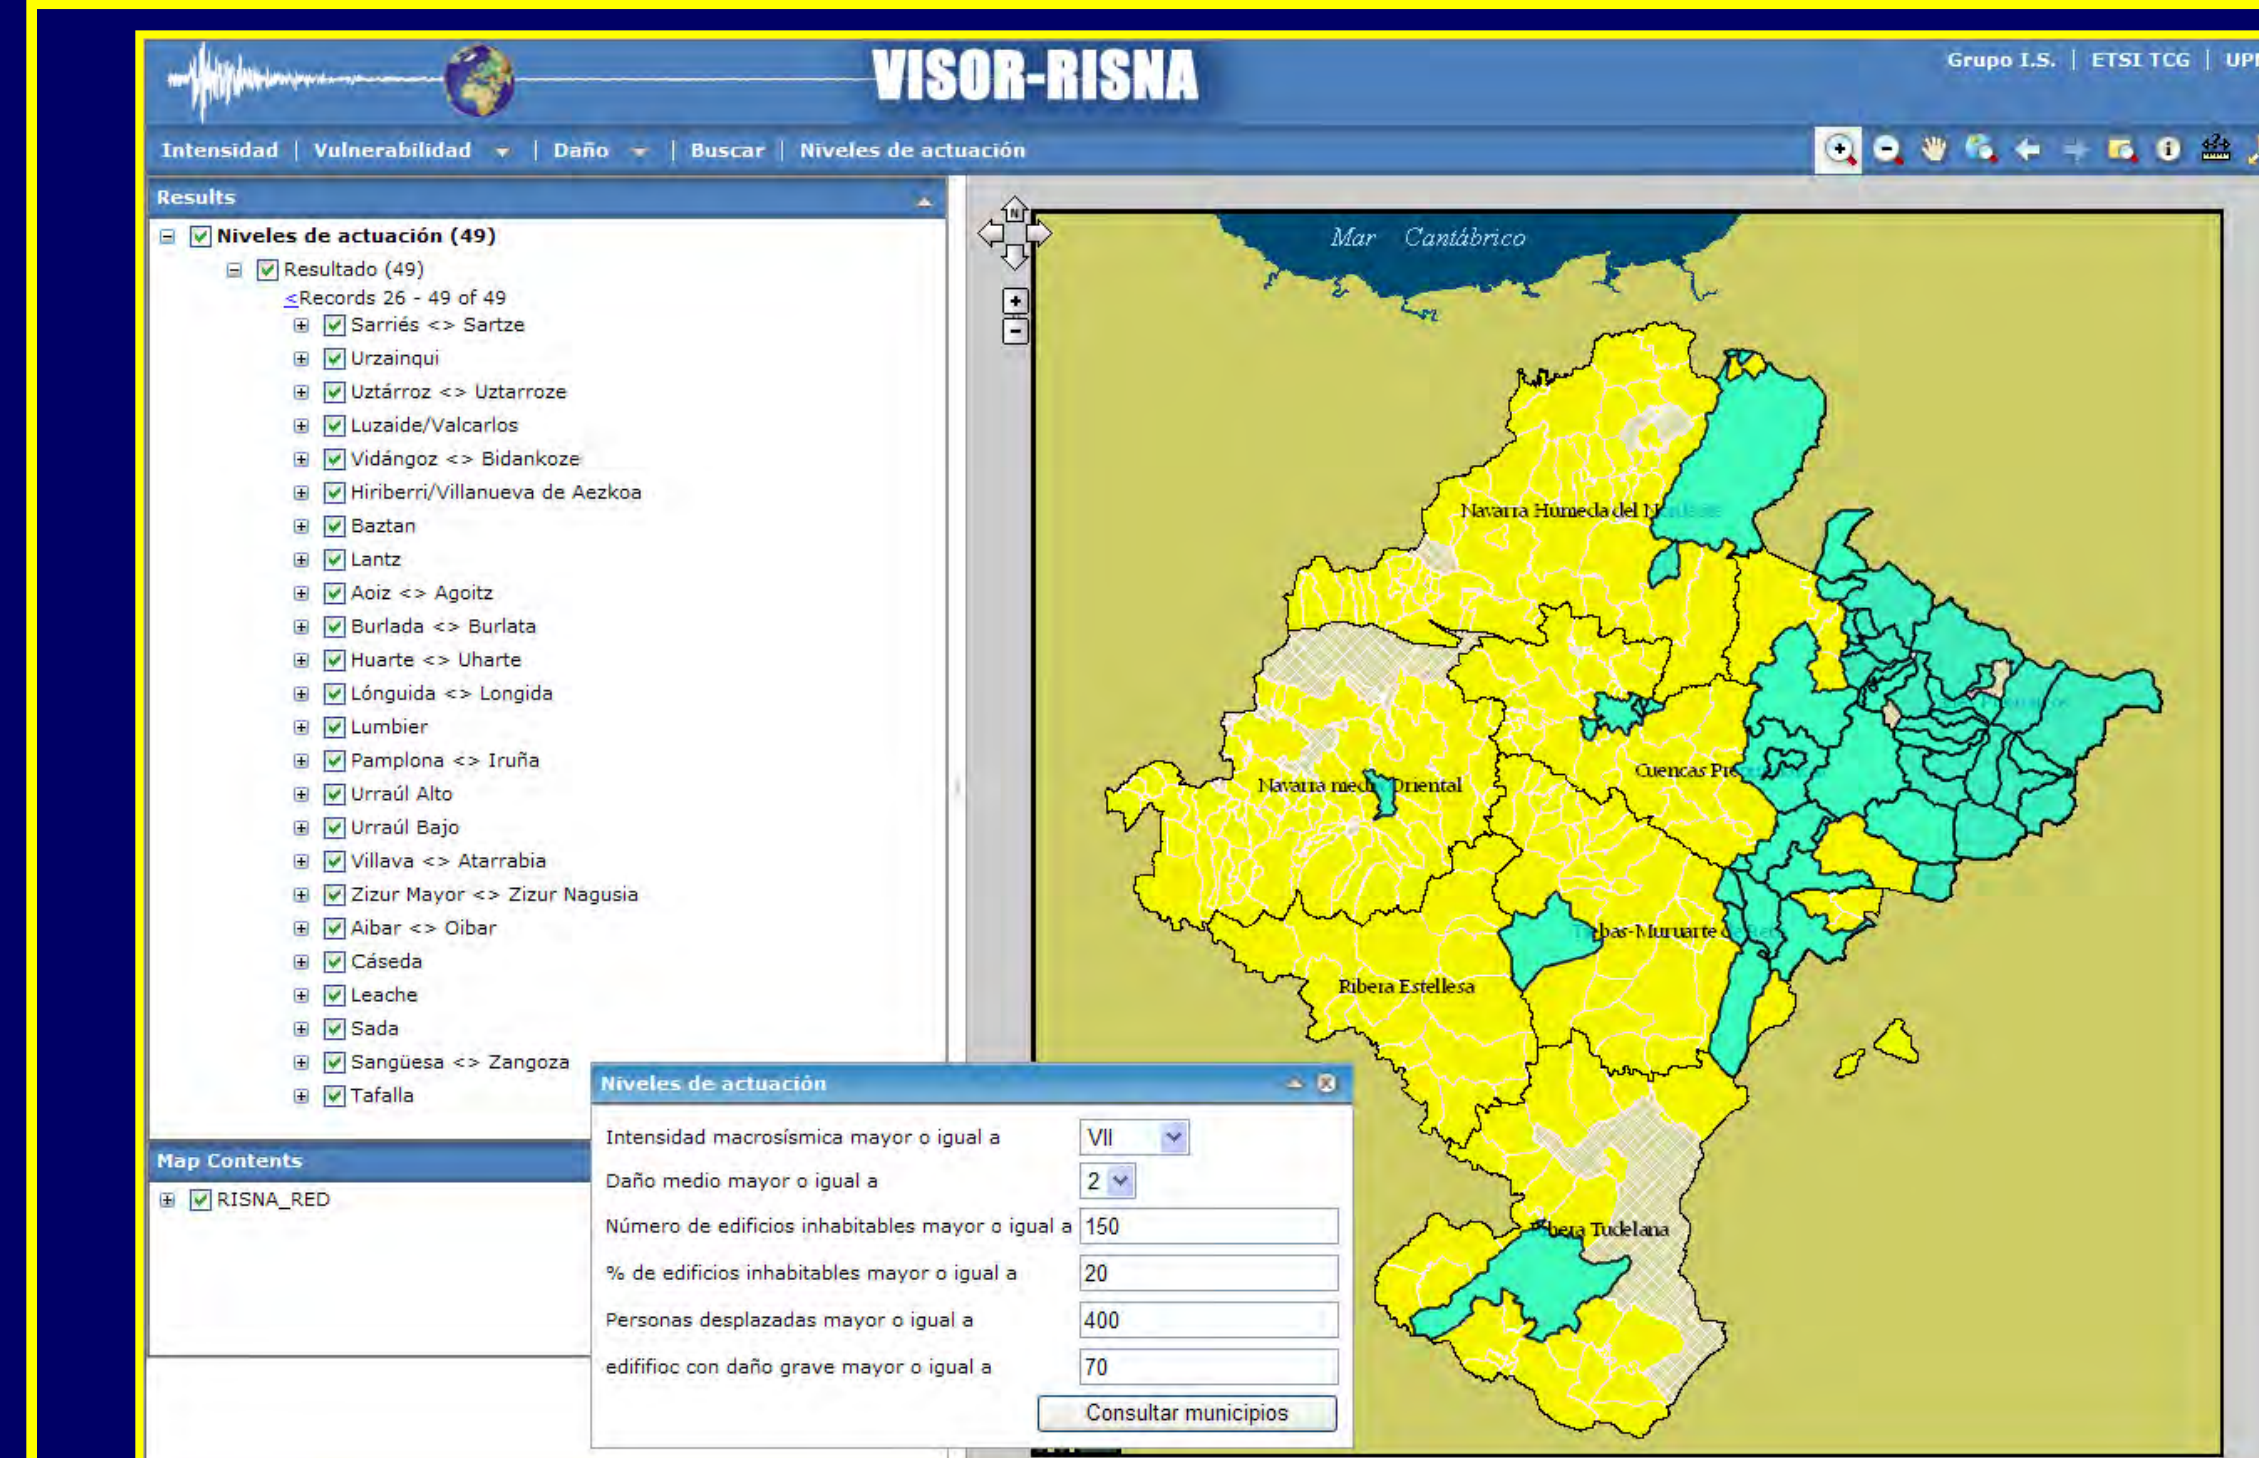 VISOR-RISNA
Grupo I.S. | ETSI TCG |
Intensidad | Vulnerabilidad | Daño | Buscar | Niveles de actuación
Results
Niveles de actuación (49)
Resultado (49)
<Records 26 - 49 of 49
Sarriés <> Sartze
Urzainqui
Uztárroz <> Uztarroze
Luzaide/Valcarlos
Vidángoz <> Bidankoze
Hiriberri/Villanueva de Aezkoa
Baztan
Lantz
Aoiz <> Agoitz
Burlada <> Burlata
Huarte <> Uharte
Lónguida <> Longida
Lumbier
Pamplona <> Iruña
Urraúl Alto
Urraúl Bajo
Villava <> Atarrabia
Zizur Mayor <> Zizur Nagusia
Aibar <> Oibar
Cáseda
Leache
Sada
Sangüesa <> Zangoza
Tafalla
Map Contents
RISNA_RED
Niveles de actuación
Intensidad macrosísmica mayor o igual a VII
Daño medio mayor o igual a 2
Número de edificios inhabitables mayor o igual a 150
% de edificios inhabitables mayor o igual a 20
Personas desplazadas mayor o igual a 400
edififioc con daño grave mayor o igual a 70
Consultar municipios
N
Mar Cantábrico
Navarra Húmeda del
Cuencas
Navarra media Oriental
Muruarte
Ribera Estellesa
Ribera Tudelana